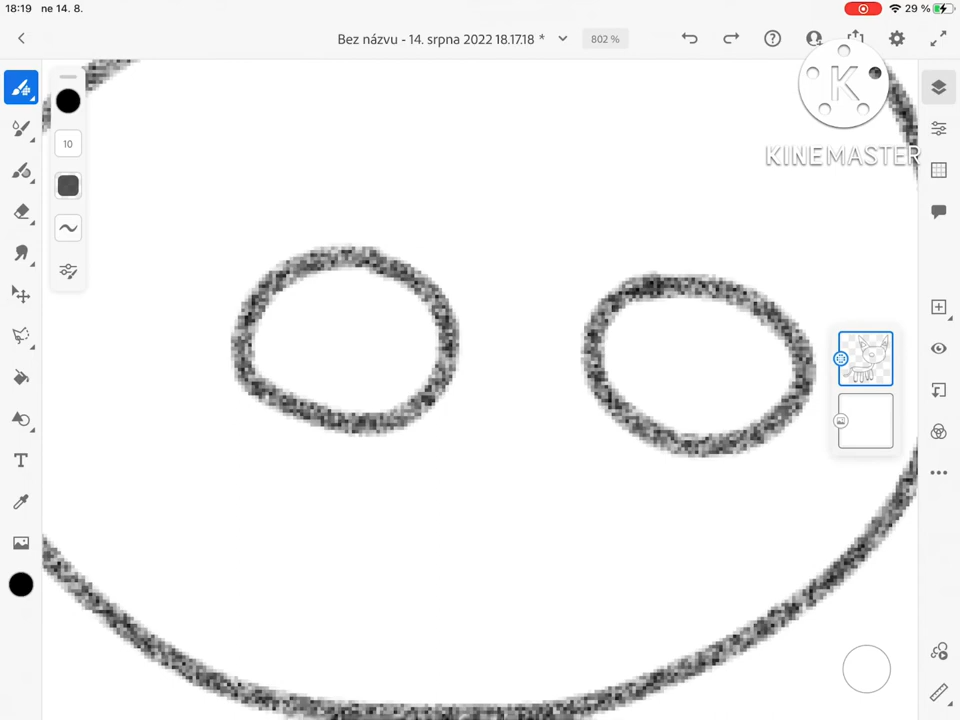 18:19 ne 14. 8. 29 %
Bez názvu - 14. srpna 2022 18.17.18 * 802 %
K
KINEMASTER
10
T